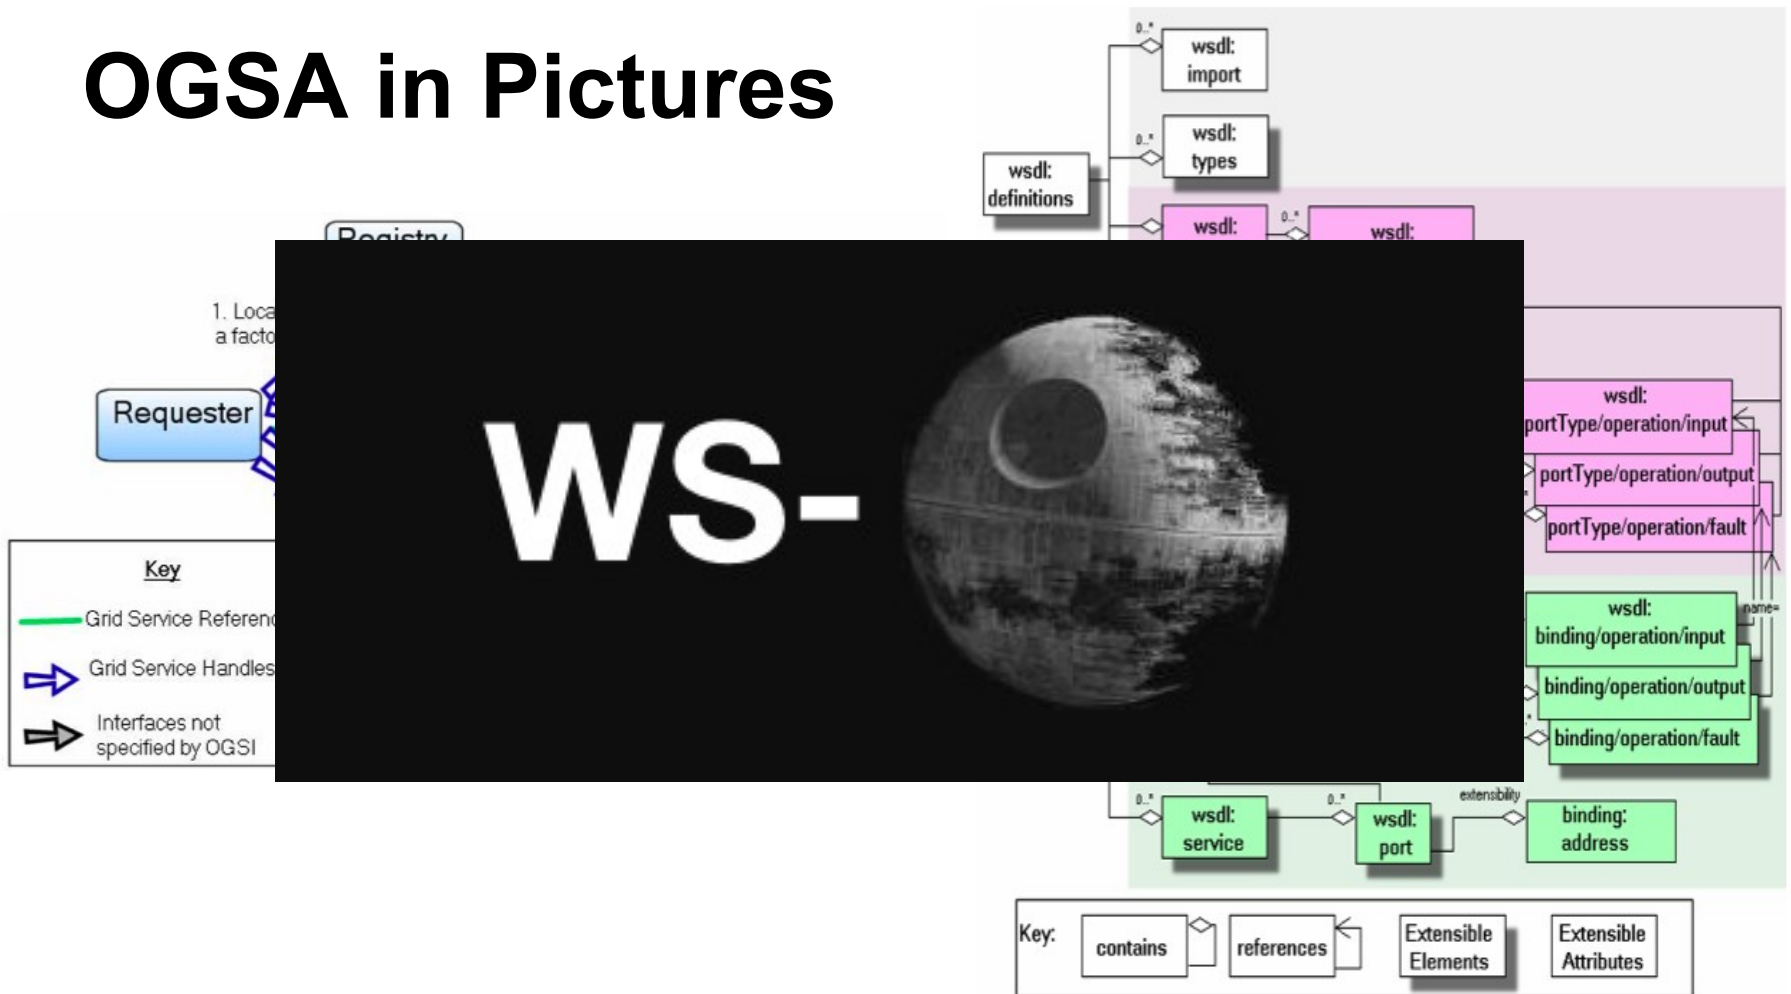 OGSA in Pictures
Registry
1. Loca
a facto
Requester
Key
Grid Service Referenc
Grid Service Handles
Interfaces not
specified by OGSI
WS-
0..*
wsdl:
import
0..*
wsdl:
types
wsdl:
definitions
wsdl:
0..*
wsdl:
wsdl:
portType/operation/input
portType/operation/output
portType/operation/fault
wsdl:
binding/operation/input
name=
binding/operation/output
binding/operation/fault
0..*
wsdl:
service
0..*
wsdl:
port
extensibility
binding:
address
Key:
contains
references
Extensible
Elements
Extensible
Attributes